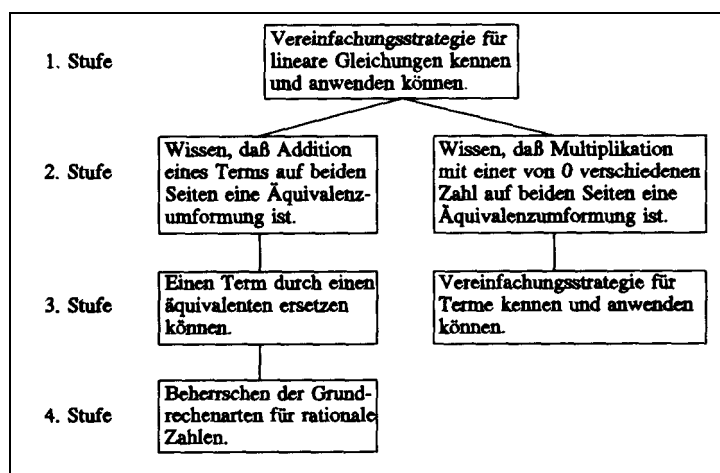 1. Stufe
Vereinfachungsstrategie für
lineare Gleichungen kennen
und anwenden können.
2. Stufe
Wissen, daß Addition
eines Terms auf beiden
Seiten eine Äquivalenz-
umformung ist.
Wissen, daß Multiplikation
mit einer von 0 verschiedenen
Zahl auf beiden Seiten eine
Äquivalenzumformung ist.
3. Stufe
Einen Term durch einen
äquivalenten ersetzen
können.
Vereinfachungsstrategie für
Terme kennen und anwenden
können.
4. Stufe
Beherrschen der Grund-
rechenarten für rationale
Zahlen.